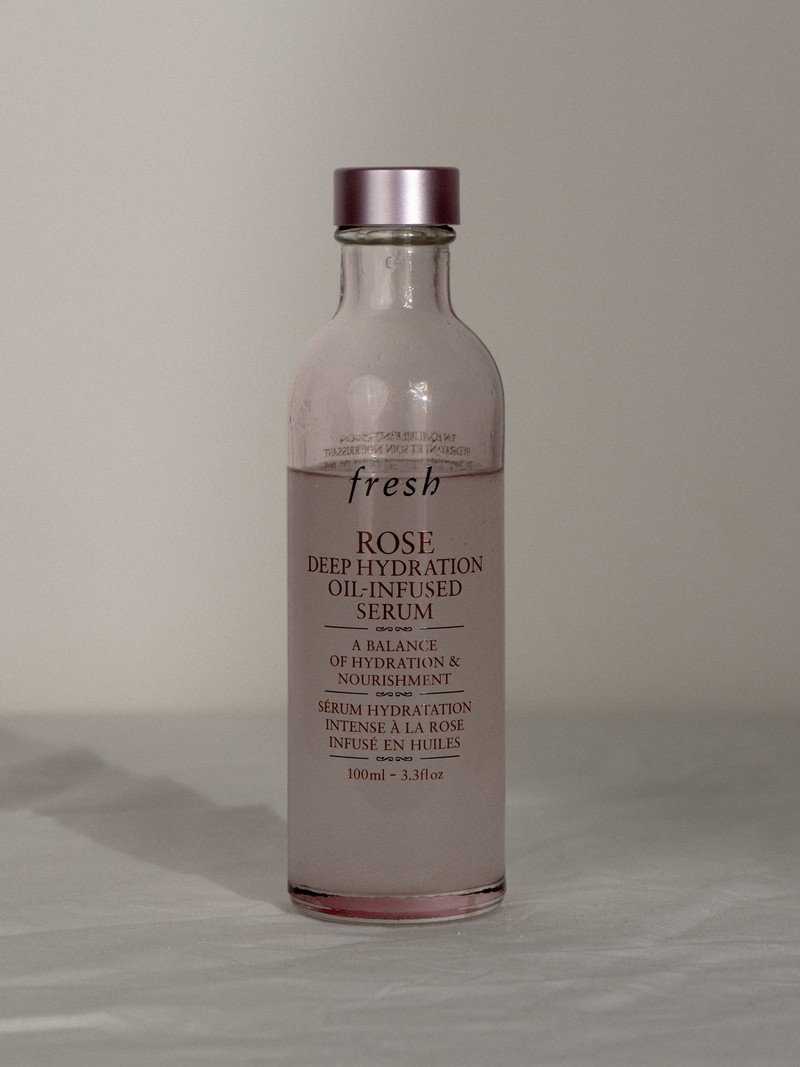 fresh
ROSE
DEEP HYDRATION
OIL-INFUSED
SERUM
A BALANCE
OF HYDRATION &
NOURISHMENT
SÉRUM HYDRATATION
INTENSE À LA ROSE
INFUSÉ EN HUILES
100ml - 3.3fl oz